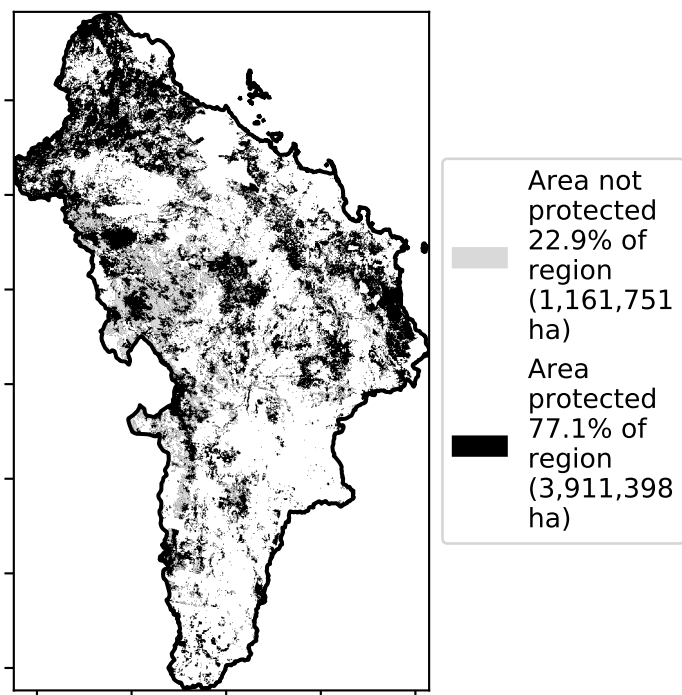 Area not
protected
22.9% of
region
(1,161,751
ha)
Area
protected
77.1% of
region
(3,911,398
ha)